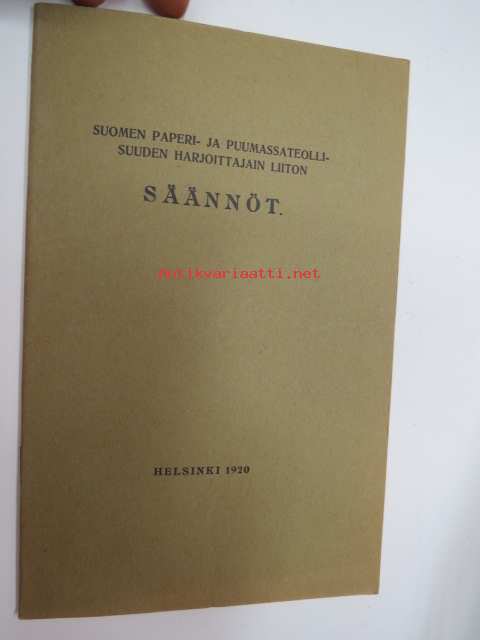 SUOMEN PAPERI- JA PUUMASSATEOLLI-
SUUDEN HARJOITTAJAIN LIITON
SÄÄNNÖT.
Antikvariaatti.net
HELSINKI 1920